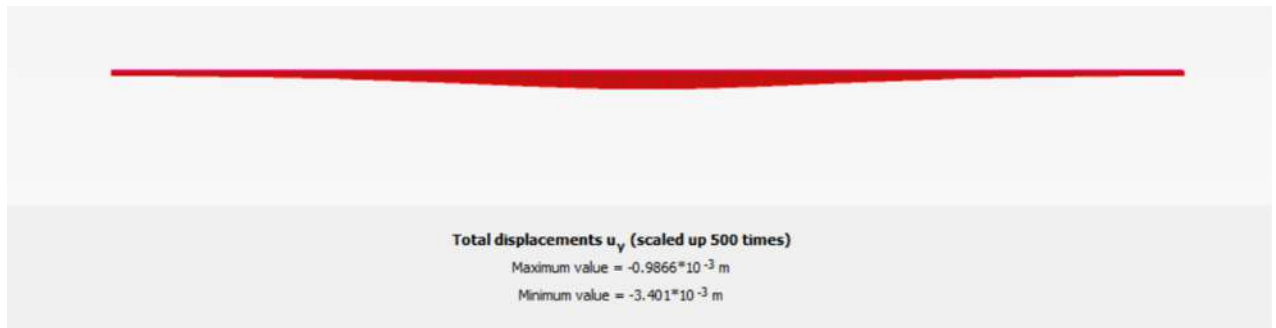 Total displacements uy (scaled up 500 times)
Maximum value = -0.9866*10 -3 m
Minimum value = -3.401*10 -3 m